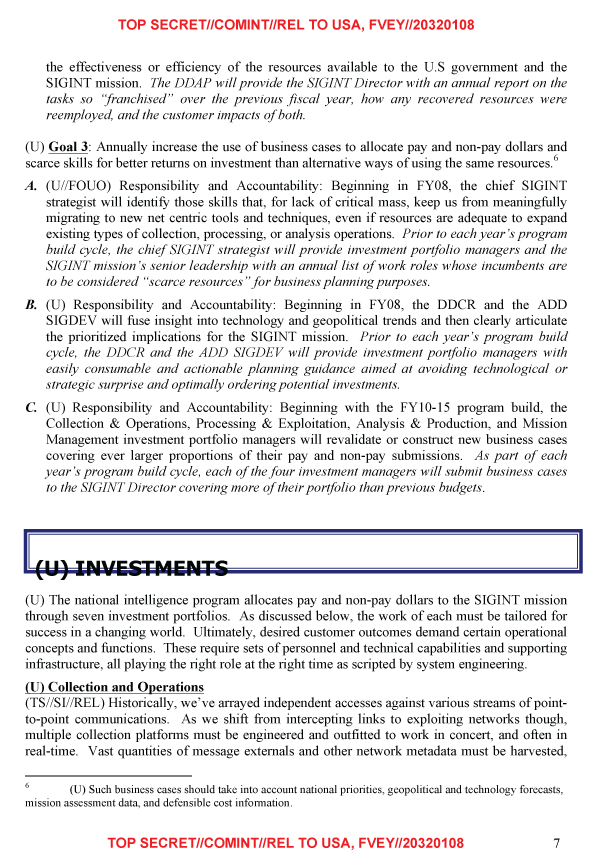 TOP SECRET//COMINT//REL TO USA, FVEY//20320108
the effectiveness or efficiency of the resources available to the U.S government and the
SIGINT mission. The DDAP will provide the SIGINT Director with an annual report on the
tasks so “franchised” over the previous fiscal year, how any recovered resources were
reemployed, and the customer impacts of both.
(U) Goal 3: Annually increase the use of business cases to allocate pay and non-pay dollars and
scarce skills for better returns on investment than alternative ways of using the same resources.6
A. (U//FOUO) Responsibility and Accountability: Beginning in FY08, the chief SIGINT
strategist will identify those skills that, for lack of critical mass, keep us from meaningfully
migrating to new net centric tools and techniques, even if resources are adequate to expand
existing types of collection, processing, or analysis operations. Prior to each year’s program
build cycle, the chief SIGINT strategist will provide investment portfolio managers and the
SIGINT mission’s senior leadership with an annual list of work roles whose incumbents are
to be considered “scarce resources” for business planning purposes.
B. (U) Responsibility and Accountability: Beginning in FY08, the DDCR and the ADD
SIGDEV will fuse insight into technology and geopolitical trends and then clearly articulate
the prioritized implications for the SIGINT mission. Prior to each year’s program build
cycle, the DDCR and the ADD SIGDEV will provide investment portfolio managers with
easily consumable and actionable planning guidance aimed at avoiding technological or
strategic surprise and optimally ordering potential investments.
C. (U) Responsibility and Accountability: Beginning with the FY10-15 program build, the
Collection & Operations, Processing & Exploitation, Analysis & Production, and Mission
Management investment portfolio managers will revalidate or construct new business cases
covering ever larger proportions of their pay and non-pay submissions. As part of each
year’s program build cycle, each of the four investment managers will submit business cases
to the SIGINT Director covering more of their portfolio than previous budgets.
(U) INVESTMENTS
(U) The national intelligence program allocates pay and non-pay dollars to the SIGINT mission
through seven investment portfolios. As discussed below, the work of each must be tailored for
success in a changing world. Ultimately, desired customer outcomes demand certain operational
concepts and functions. These require sets of personnel and technical capabilities and supporting
infrastructure, all playing the right role at the right time as scripted by system engineering.
(U) Collection and Operations
(TS//SI//REL) Historically, we’ve arrayed independent accesses against various streams of point-
to-point communications. As we shift from intercepting links to exploiting networks though,
multiple collection platforms must be engineered and outfitted to work in concert, and often in
real-time. Vast quantities of message externals and other network metadata must be harvested,
6 (U) Such business cases should take into account national priorities, geopolitical and technology forecasts,
mission assessment data, and defensible cost information.
TOP SECRET//COMINT//REL TO USA, FVEY//20320108 7